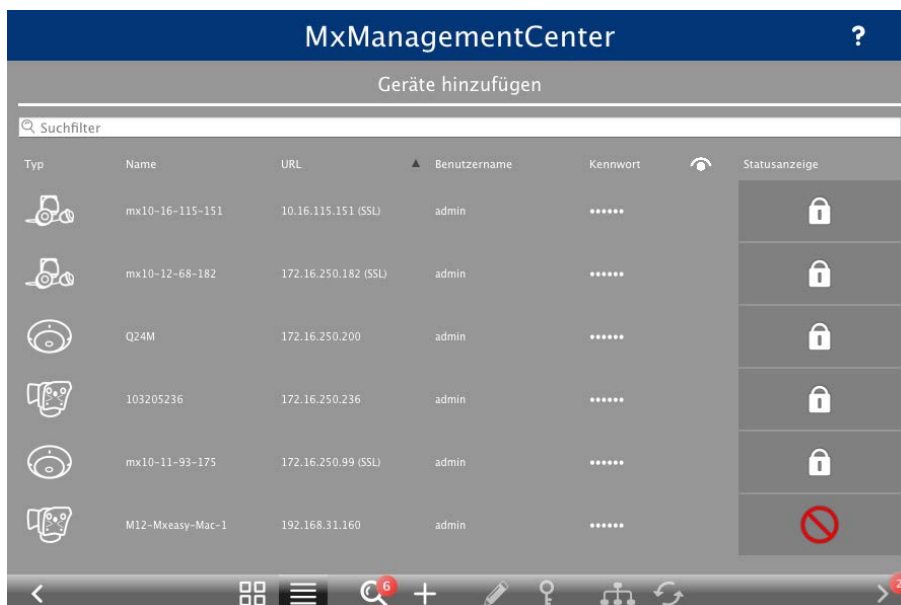 MxManagementCenter ?
Geräte hinzufügen
Suchfilter
Typ Name URL Benutzername Kennwort Statusanzeige
mx10-16-115-151 10.16.115.151 (SSL) admin ••••••
mx10-12-68-182 172.16.250.182 (SSL) admin ••••••
Q24M 172.16.250.200 admin ••••••
103205236 172.16.250.236 admin ••••••
mx10-11-93-175 172.16.250.99 (SSL) admin ••••••
M12-Mxeasy-Mac-1 192.168.31.160 admin ••••••
6 2